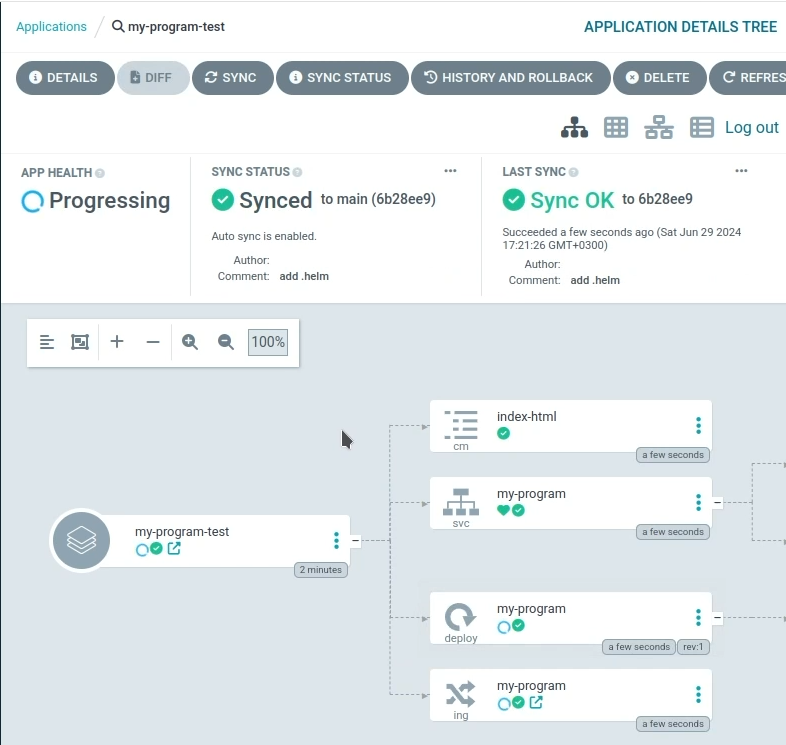 Applications / my-program-test
APPLICATION DETAILS TREE
DETAILS DIFF SYNC SYNC STATUS HISTORY AND ROLLBACK DELETE REFRES
Log out
APP HEALTH
Progressing
SYNC STATUS
Synced to main (6b28ee9)
Auto sync is enabled.
Author:
Comment: add .helm
LAST SYNC
Sync OK to 6b28ee9
Succeeded a few seconds ago (Sat Jun 29 2024
17:21:26 GMT+0300)
Author:
Comment: add .helm
100%
my-program-test
2 minutes
index-html
cm
a few seconds
my-program
svc
a few seconds
my-program
deploy
a few seconds rev:1
my-program
ing
a few seconds